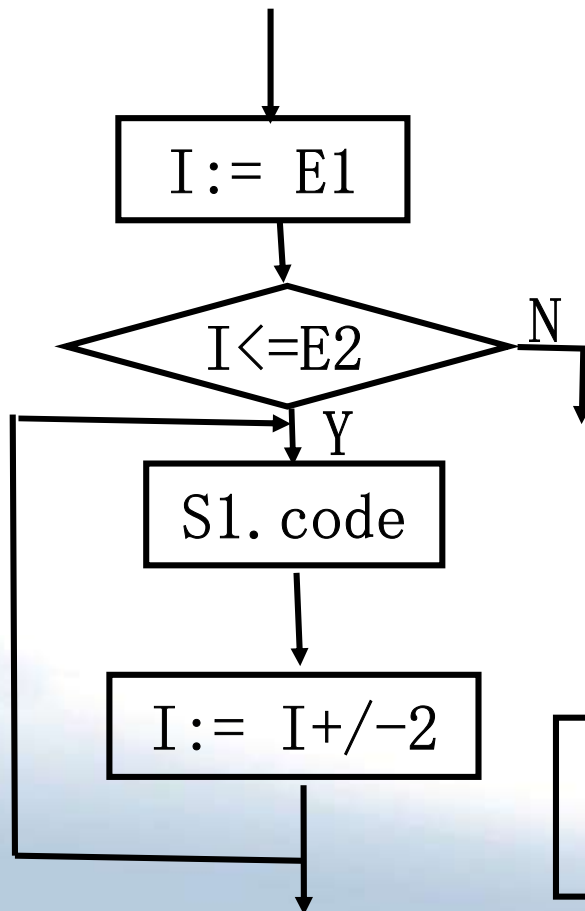 I:= E1
I<=E2
N
Y
S1. code
I:= I+/-2